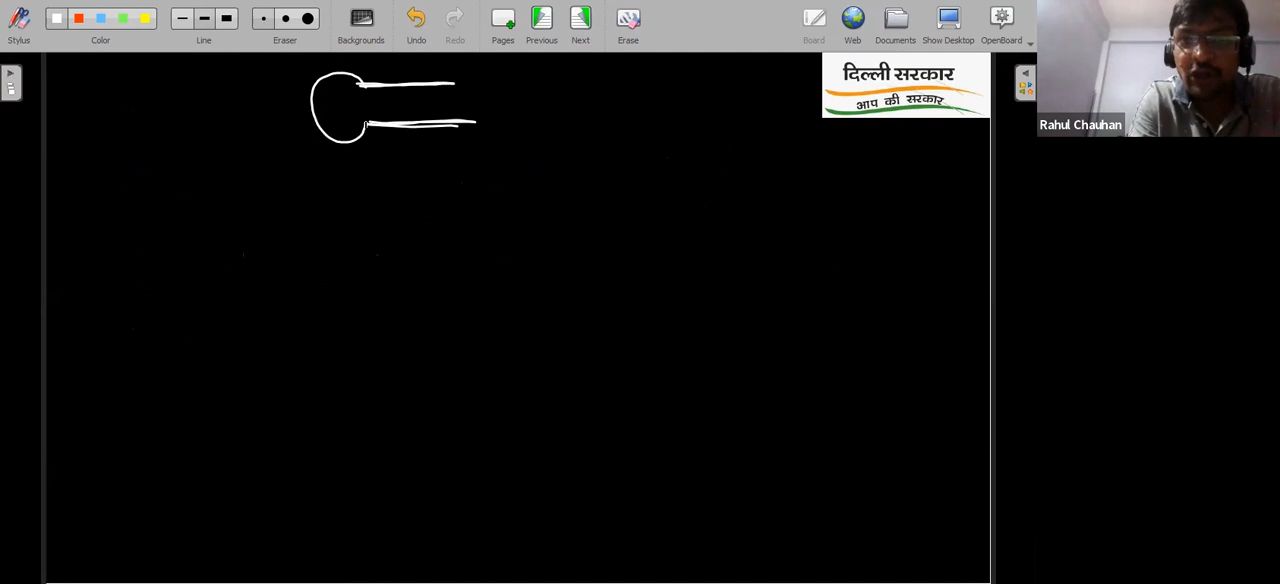 Stylus Color Line Eraser Backgrounds Undo Redo Pages Previous Next Erase Board Web Documents Show Desktop OpenBoard
दिल्ली सरकार
आप की सरकार
Rahul Chauhan